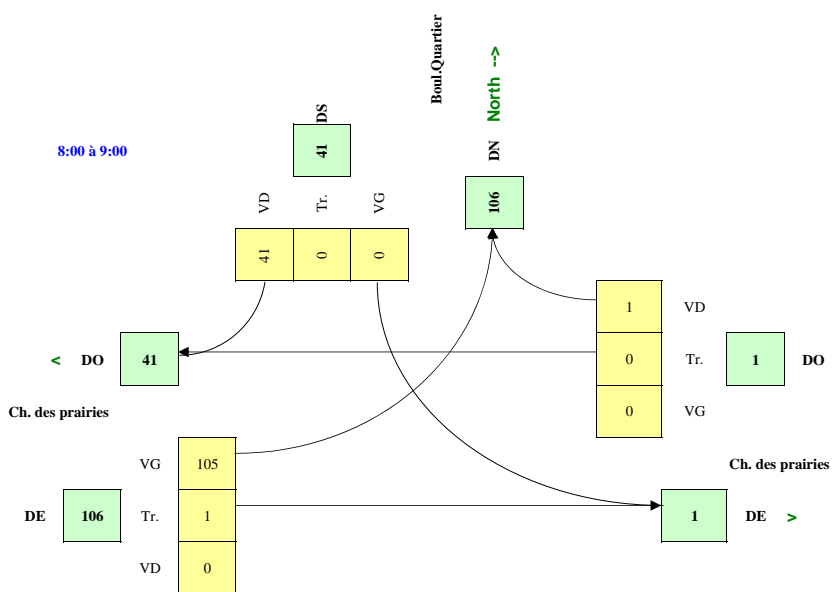 Boul.Quartier
North -->
DS
DN
8:00 à 9:00
41
106
VD
Tr.
VG
41
0
0
1
VD
< DO 41
0
Tr.
1
DO
Ch. des prairies
0
VG
VG
105
Ch. des prairies
DE
106
Tr.
1
1
DE >
VD
0